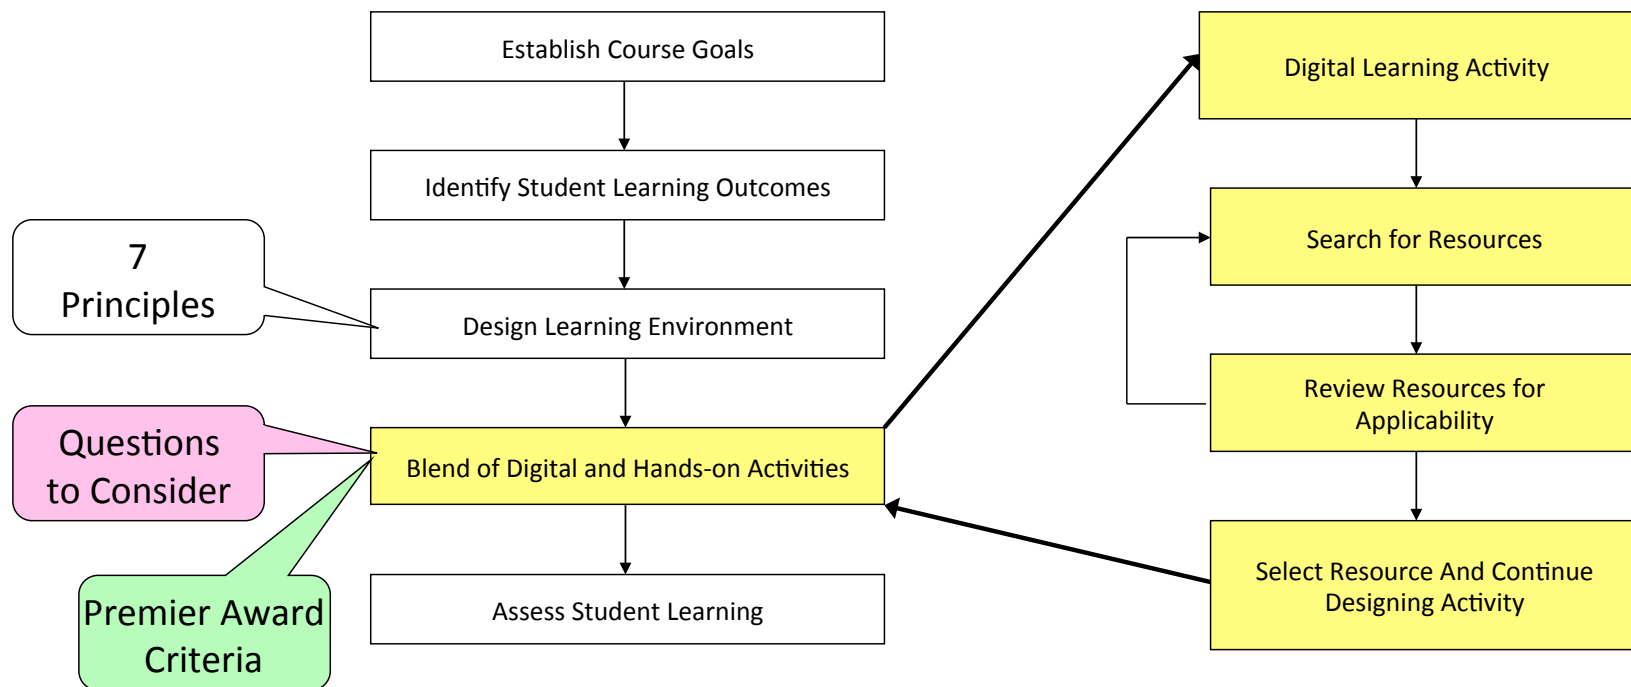 Establish Course Goals
Identify Student Learning Outcomes
7
Principles
Design Learning Environment
Questions
to Consider
Blend of Digital and Hands-on Activities
Premier Award
Criteria
Assess Student Learning
Digital Learning Activity
Search for Resources
Review Resources for
Applicability
Select Resource And Continue
Designing Activity